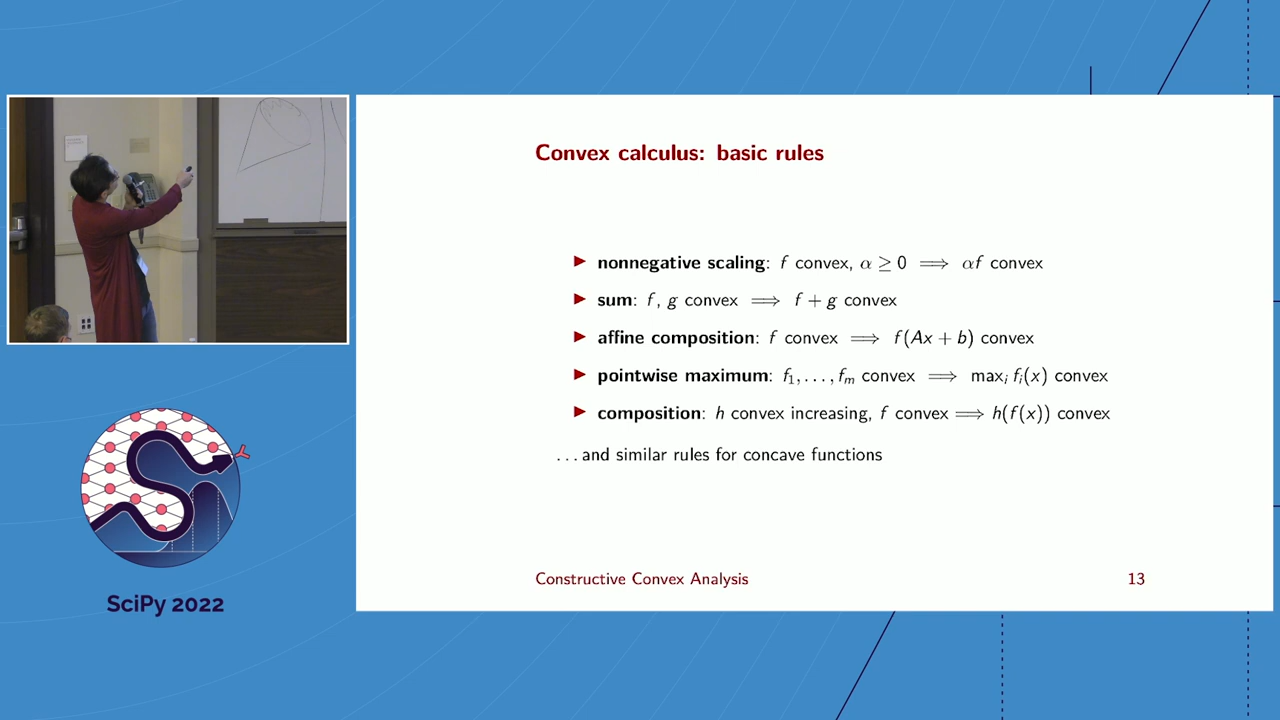 Convex calculus: basic rules
▶ nonnegative scaling: f convex, α ≥ 0 ⟹ αf convex
▶ sum: f, g convex ⟹ f + g convex
▶ affine composition: f convex ⟹ f(Ax + b) convex
▶ pointwise maximum: f₁, . . . , fₘ convex ⟹ maxᵢ fᵢ(x) convex
▶ composition: h convex increasing, f convex ⟹ h(f(x)) convex
. . . and similar rules for concave functions
Constructive Convex Analysis 13
SciPy 2022